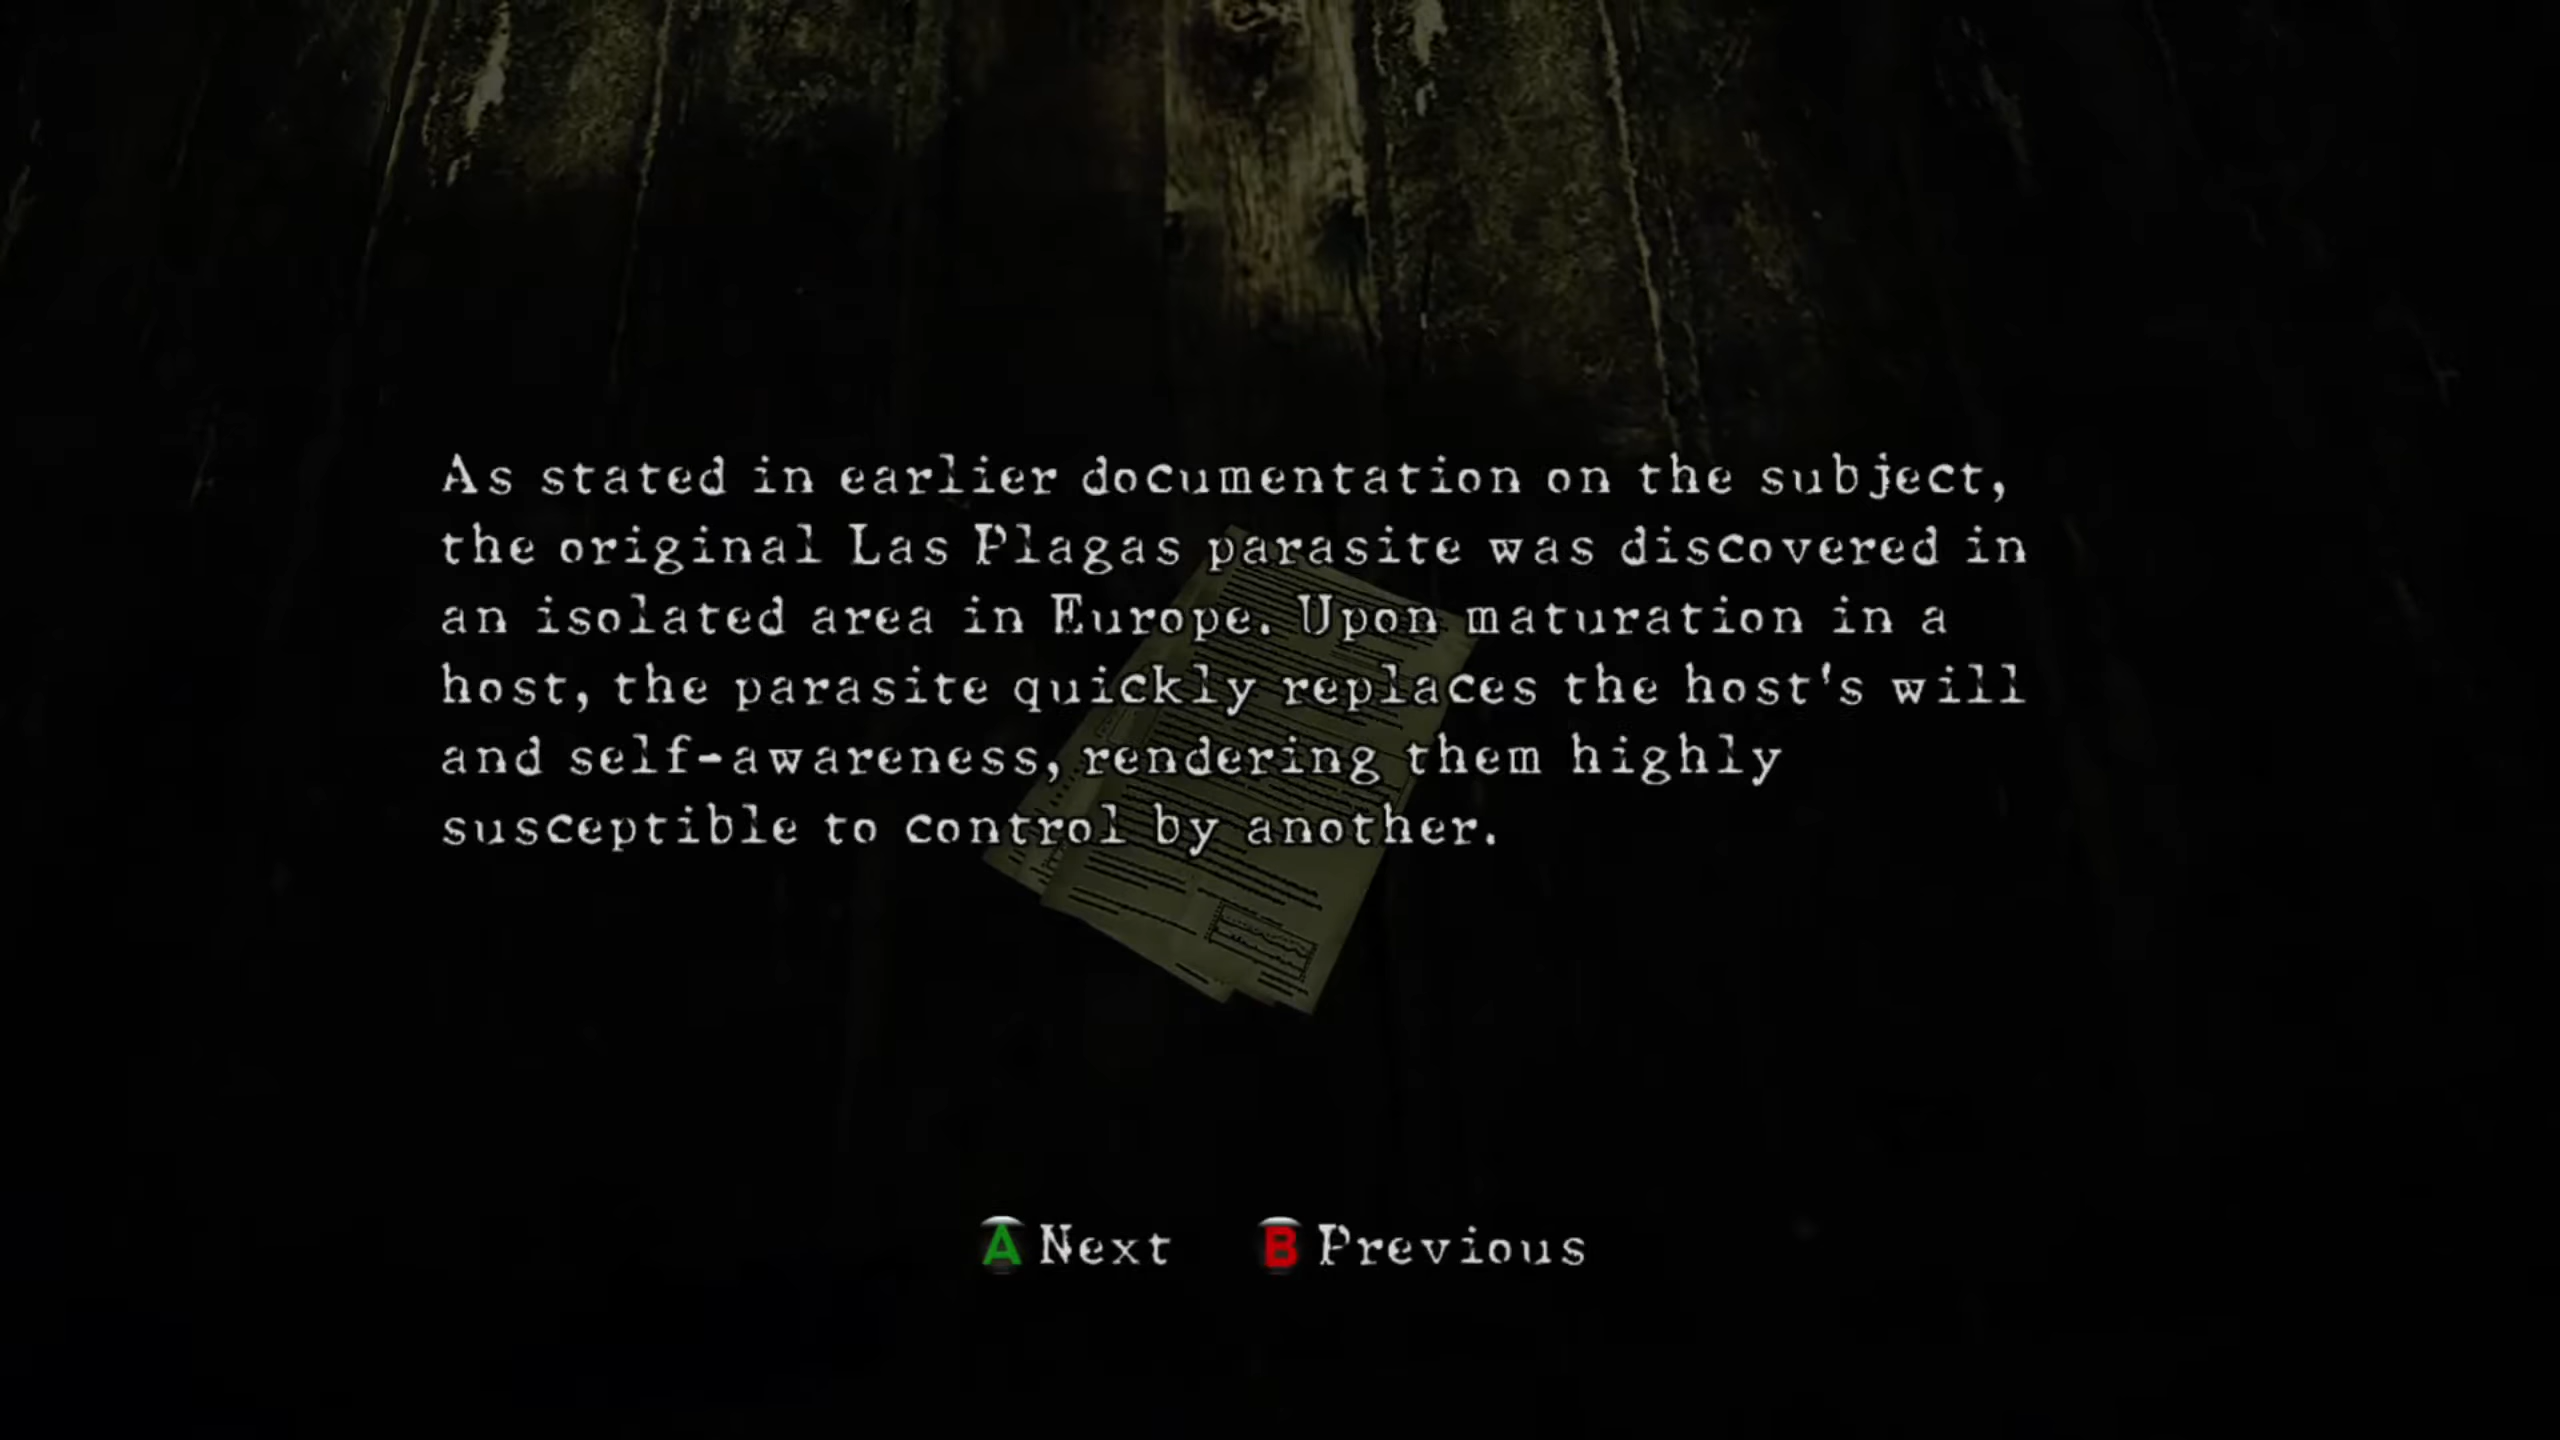 As stated in earlier documentation on the subject,
the original Las Plagas parasite was discovered in
an isolated area in Europe. Upon maturation in a
host, the parasite quickly replaces the host's will
and self-awareness, rendering them highly
susceptible to control by another.
A Next B Previous